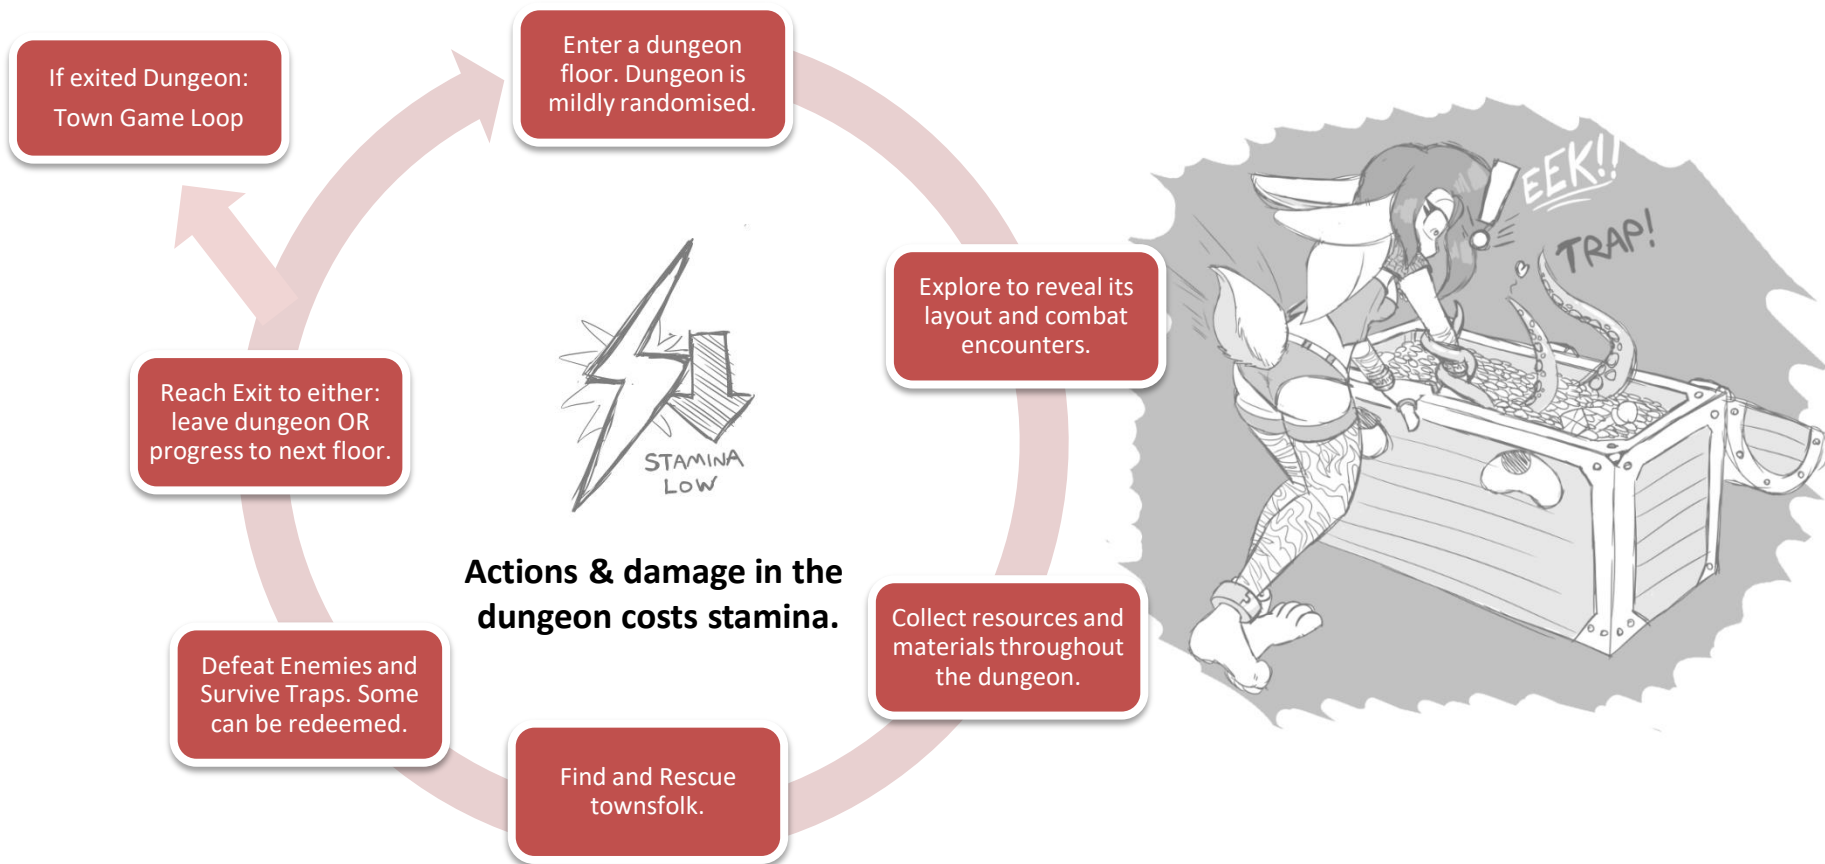 If exited Dungeon:
Town Game Loop
Enter a dungeon
floor. Dungeon is
mildly randomised.
Explore to reveal its
layout and combat
encounters.
Collect resources and
materials throughout
the dungeon.
Find and Rescue
townsfolk.
Defeat Enemies and
Survive Traps. Some
can be redeemed.
Reach Exit to either:
leave dungeon OR
progress to next floor.
STAMINA
LOW
Actions & damage in the
dungeon costs stamina.
EEK!!
TRAP!